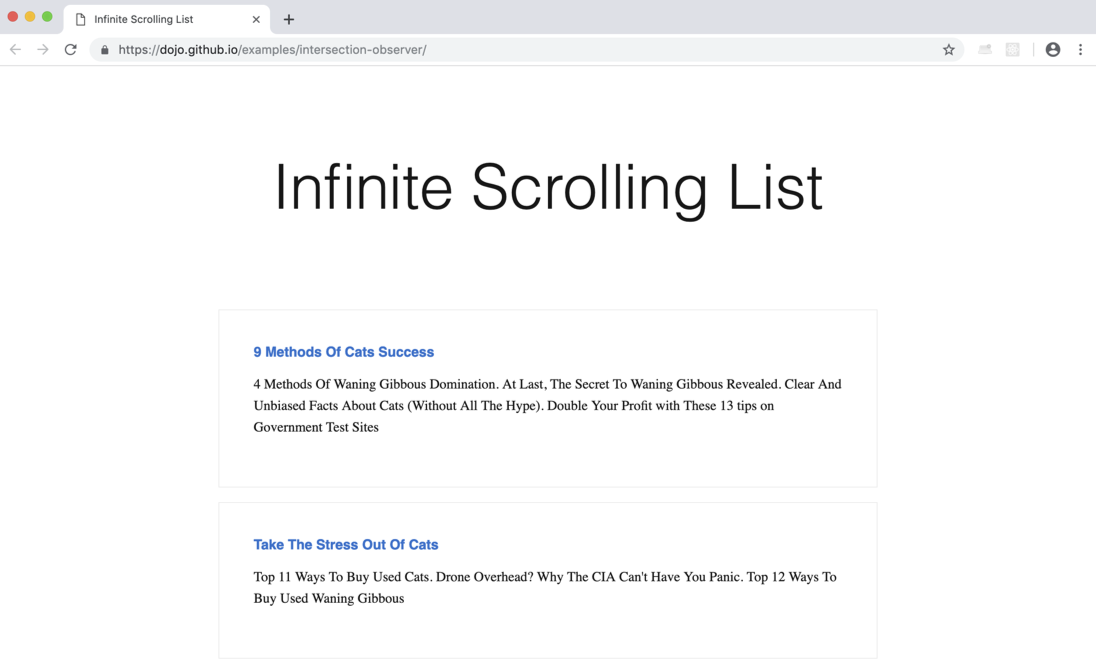 Infinite Scrolling List
https://dojo.github.io/examples/intersection-observer/
Infinite Scrolling List
9 Methods Of Cats Success
4 Methods Of Waning Gibbous Domination. At Last, The Secret To Waning Gibbous Revealed. Clear And
Unbiased Facts About Cats (Without All The Hype). Double Your Profit with These 13 tips on
Government Test Sites
Take The Stress Out Of Cats
Top 11 Ways To Buy Used Cats. Drone Overhead? Why The CIA Can't Have You Panic. Top 12 Ways To
Buy Used Waning Gibbous